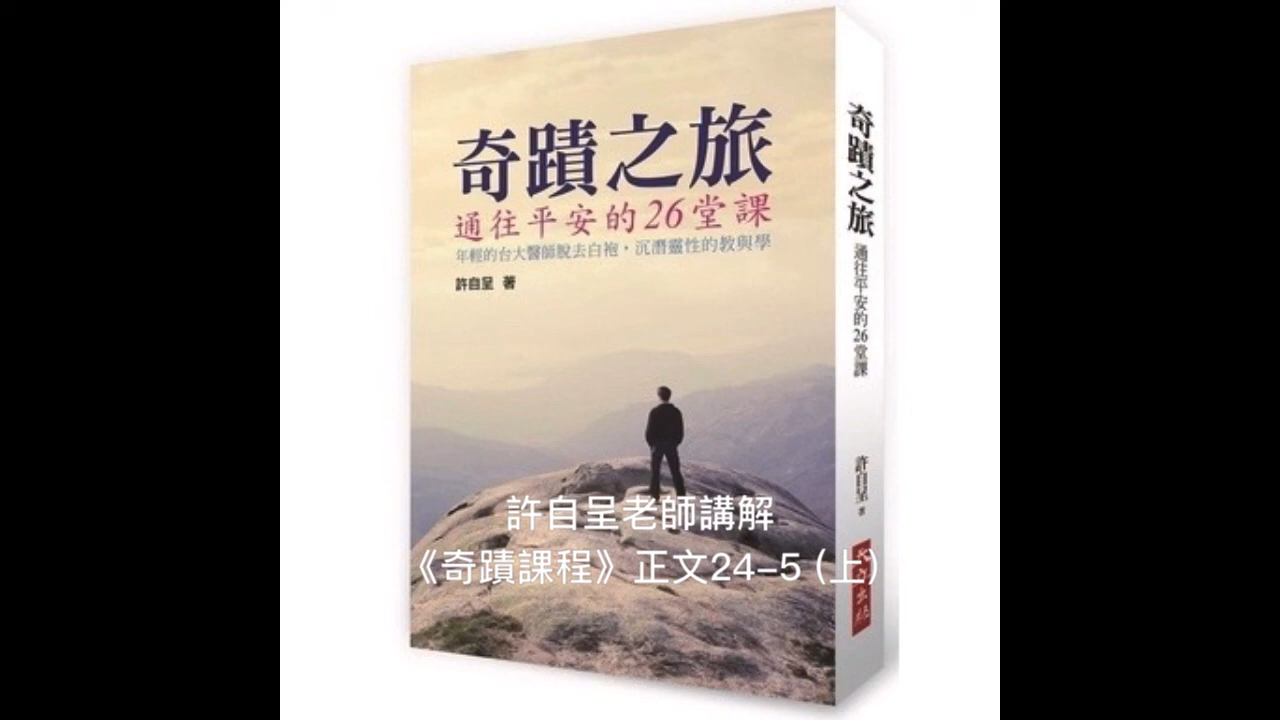 奇蹟之旅
通往平安的26堂課
年輕的台大醫師脫去白袍，沉潛靈性的教與學
許自呈 著
奇蹟之旅
通往平安的26堂課
許自呈 著
許自呈老師講解
《奇蹟課程》正文24-5（上）